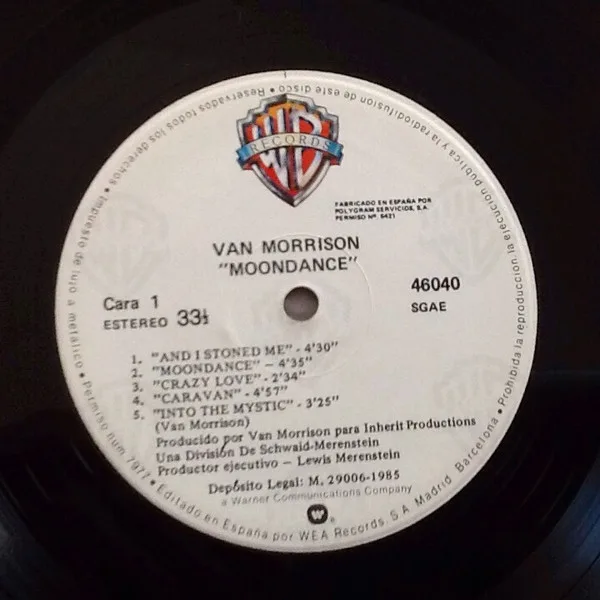 WB
RECORDS
FABRICADO EN ESPAÑA POR
POLYGRAM SERVICIOS, S.A.
PERMISO Nº 5421
VAN MORRISON
"MOONDANCE"
Cara 1
ESTEREO 33⅓
46040
SGAE
1. "AND I STONED ME" - 4'30"
2. "MOONDANCE" - 4'35"
3. "CRAZY LOVE" - 2'34"
4. "CARAVAN" - 4'57"
5. "INTO THE MYSTIC" - 3'25"
(Van Morrison)
Producido por Van Morrison para Inherit Productions
Una División De Schwaid-Merenstein
Productor ejecutivo - Lewis Merenstein
Depósito Legal: M. 29006-1985
a Warner Communications Company
• Editado en España por WEA Records, S.A. Madrid, Barcelona • Prohibida la reproducción, la ejecución pública y la radiodifusión de este disco • Reservados todos los derechos • Impuesto de lujo a metálico • Permiso num. 7977